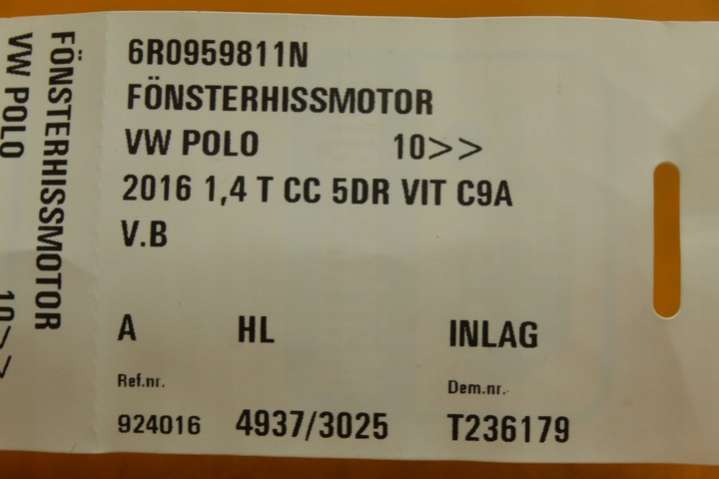 6R0959811N
FÖNSTERHISSMOTOR
VW POLO 10>>
2016 1,4 T CC 5DR VIT C9A
V.B
A HL INLAG
Ref.nr. Dem.nr.
924016 4937/3025 T236179
FÖNSTERHISSMOTOR
VW POLO 10>>